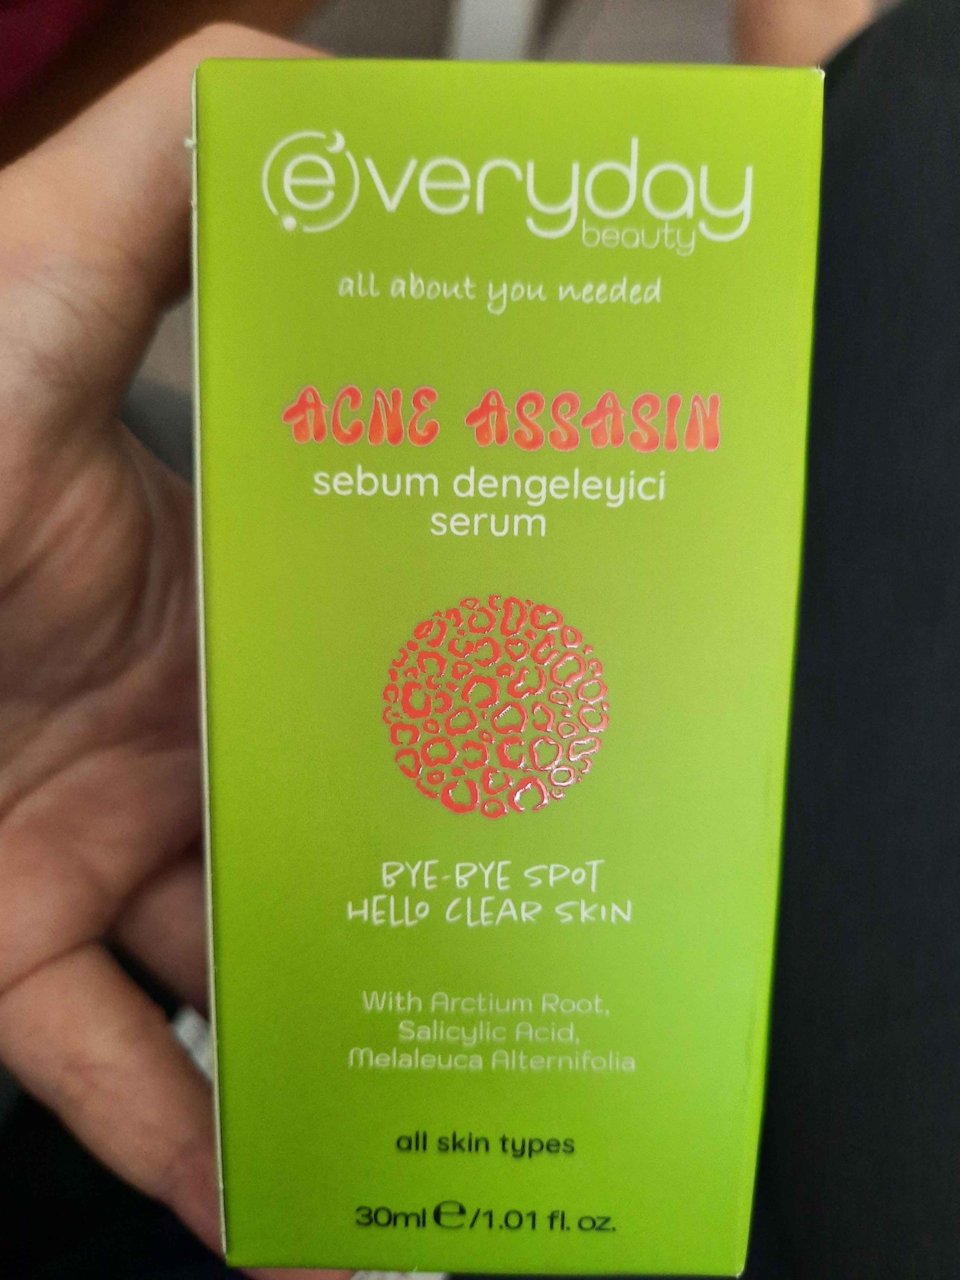 everyday
beauty
all about you needed
ACNE ASSASIN
sebum dengeleyici
serum
BYE-BYE SPOT
HELLO CLEAR SKIN
With Arctium Root,
Salicylic Acid,
Melaleuca Alternifolia
all skin types
30ml ℮/1.01 fl. oz.